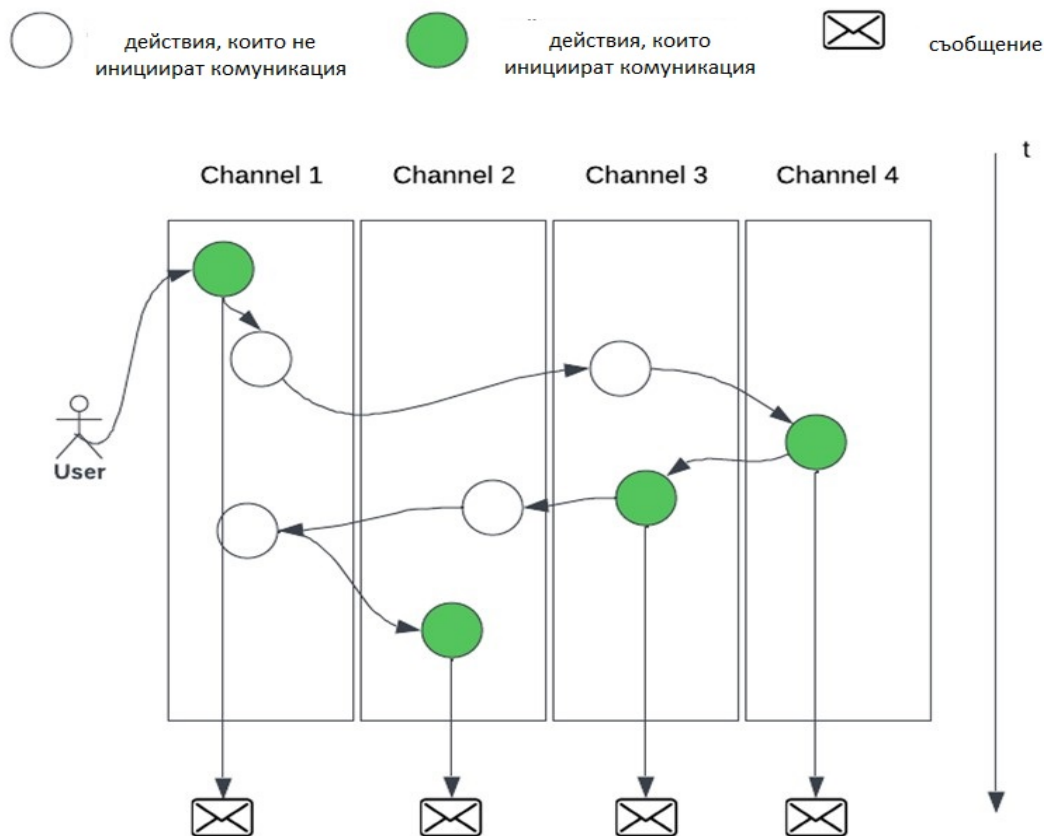 действия, които не
инициират комуникация
действия, които
инициират комуникация
съобщение
t
Channel 1
Channel 2
Channel 3
Channel 4
User